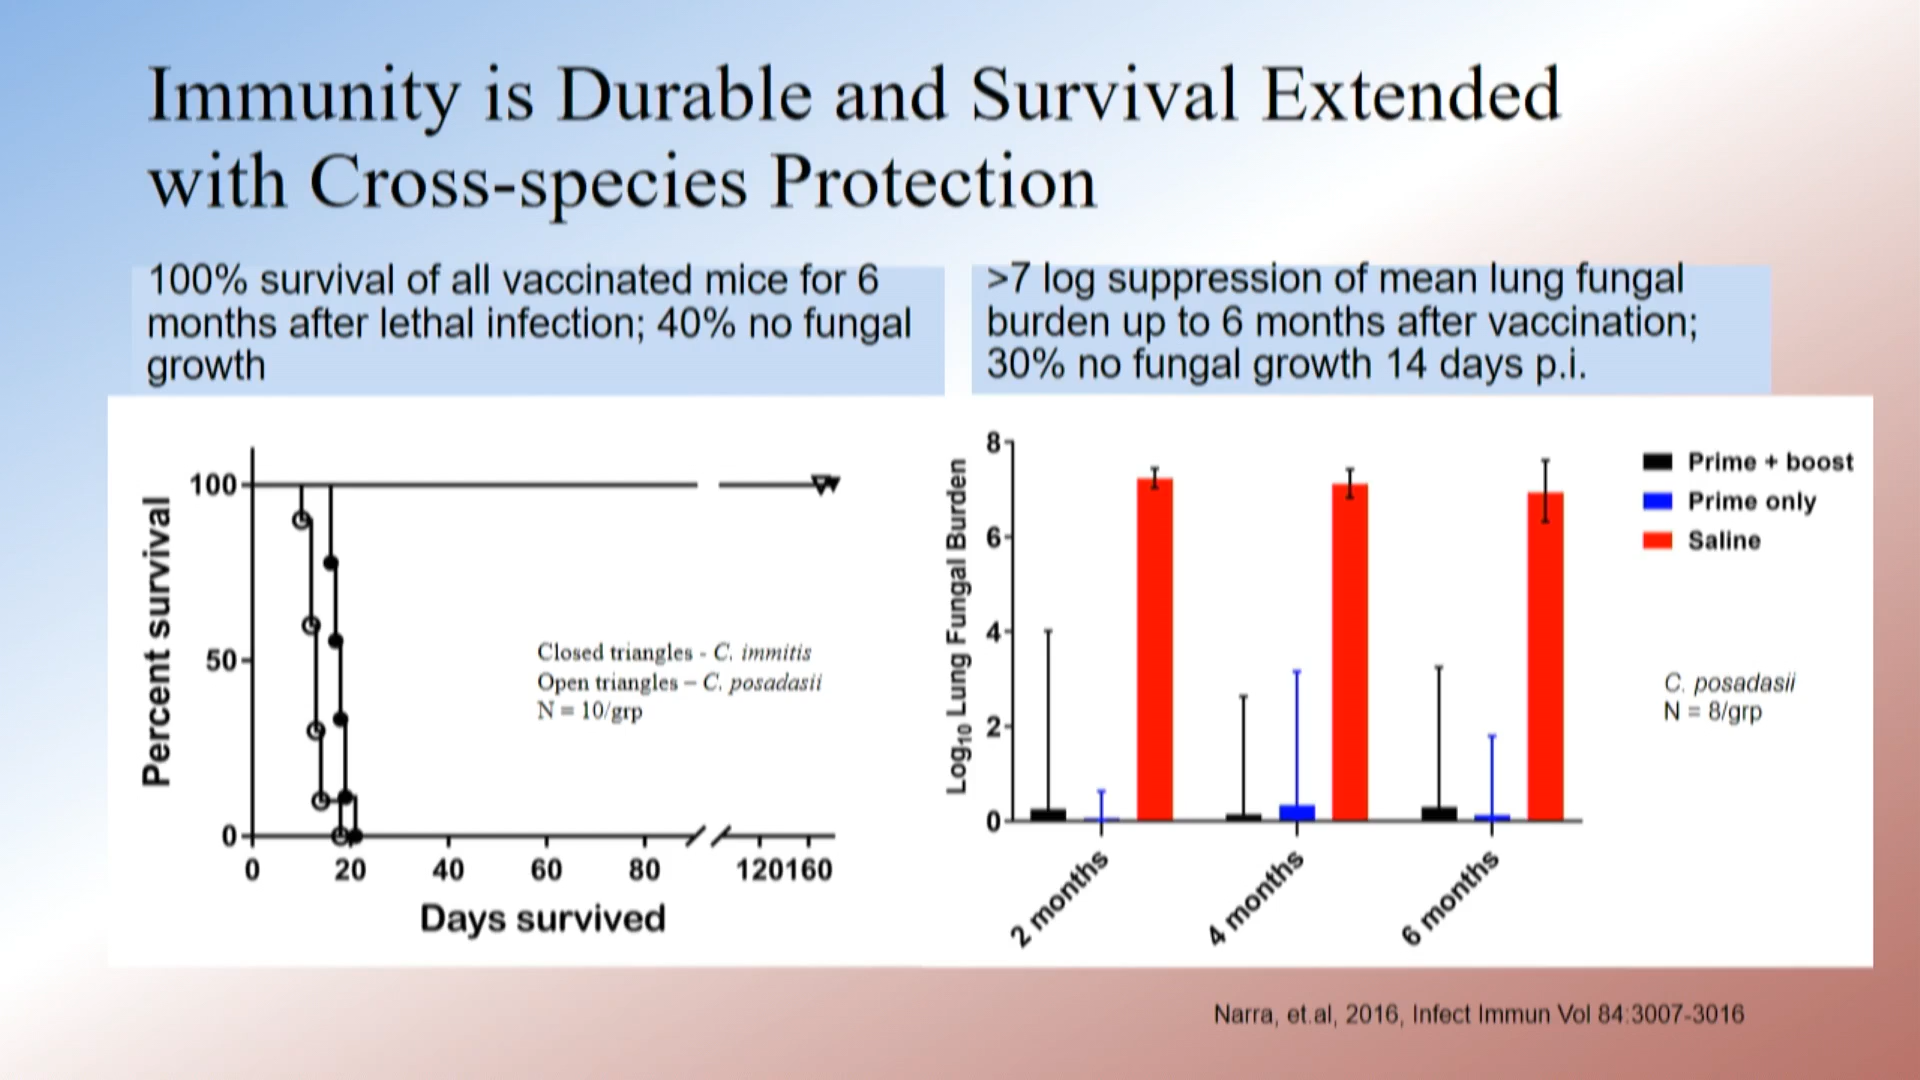 Immunity is Durable and Survival Extended
with Cross-species Protection
100% survival of all vaccinated mice for 6
months after lethal infection; 40% no fungal
growth
>7 log suppression of mean lung fungal
burden up to 6 months after vaccination;
30% no fungal growth 14 days p.i.
Percent survival
100
50
0
0 20 40 60 80 120 160
Days survived
Closed triangles - C. immitis
Open triangles – C. posadasii
N = 10/grp
Log10 Lung Fungal Burden
8
6
4
2
0
2 months
4 months
6 months
Prime + boost
Prime only
Saline
C. posadasii
N = 8/grp
Narra, et.al, 2016, Infect Immun Vol 84:3007-3016